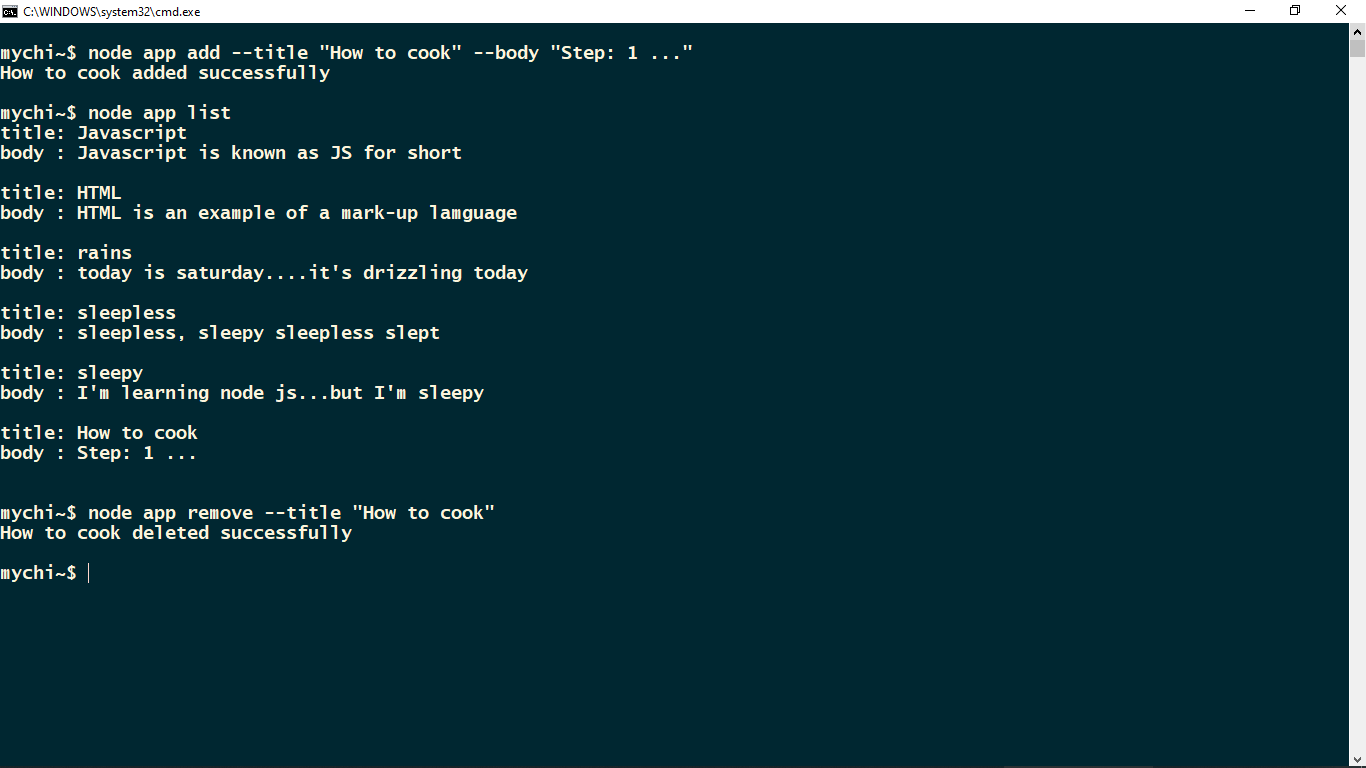 C:\WINDOWS\system32\cmd.exe
mychi~$ node app add --title "How to cook" --body "Step: 1 ..."
How to cook added successfully
mychi~$ node app list
title: Javascript
body : Javascript is known as JS for short
title: HTML
body : HTML is an example of a mark-up lamguage
title: rains
body : today is saturday....it's drizzling today
title: sleepless
body : sleepless, sleepy sleepless slept
title: sleepy
body : I'm learning node js...but I'm sleepy
title: How to cook
body : Step: 1 ...
mychi~$ node app remove --title "How to cook"
How to cook deleted successfully
mychi~$